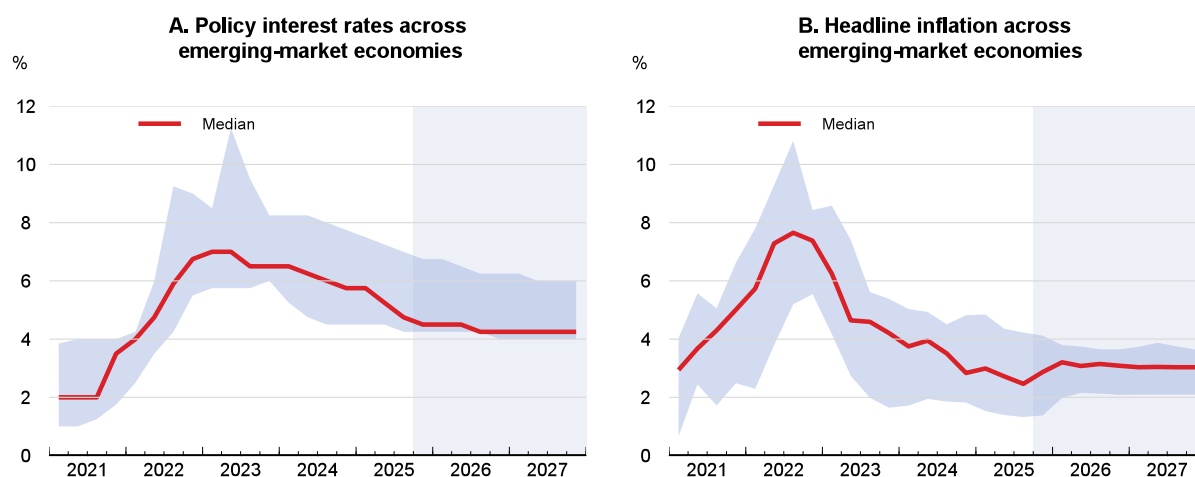 A. Policy interest rates across
emerging-market economies
%
Median
12
10
8
6
4
2
0
2021 2022 2023 2024 2025 2026 2027
B. Headline inflation across
emerging-market economies
%
Median
12
10
8
6
4
2
0
2021 2022 2023 2024 2025 2026 2027